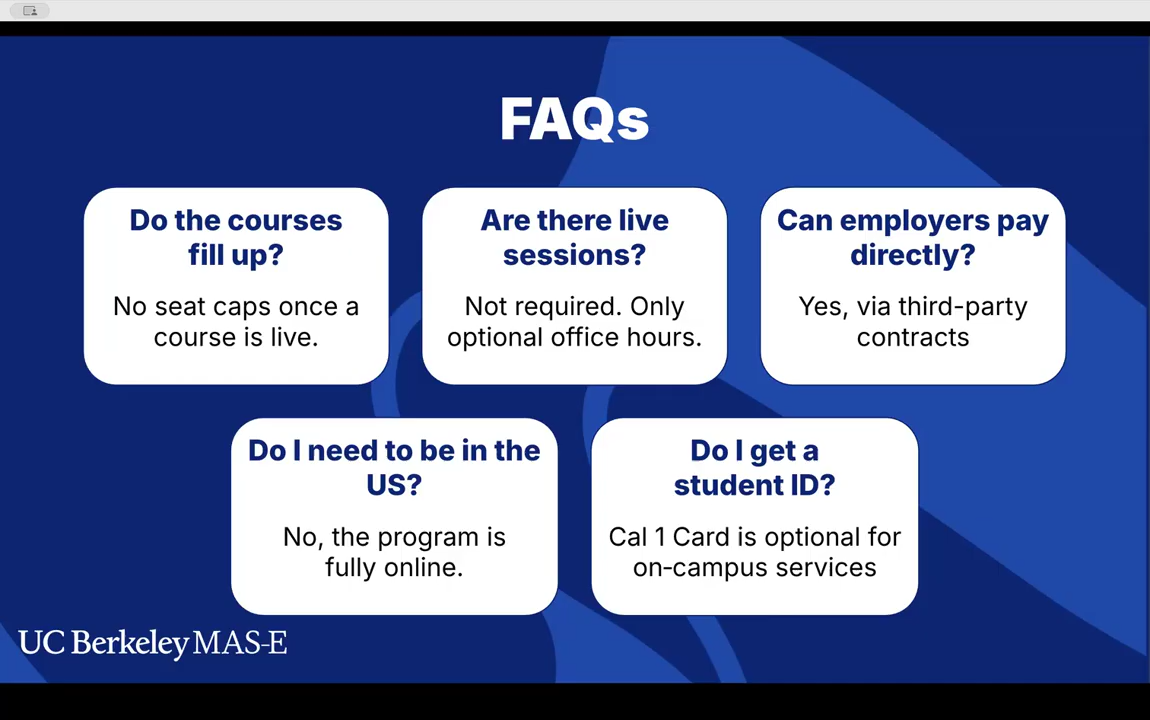 FAQs
Do the courses
fill up?
No seat caps once a
course is live.
Are there live
sessions?
Not required. Only
optional office hours.
Can employers pay
directly?
Yes, via third-party
contracts
Do I need to be in the
US?
No, the program is
fully online.
Do I get a
student ID?
Cal 1 Card is optional for
on-campus services
UC Berkeley MAS-E